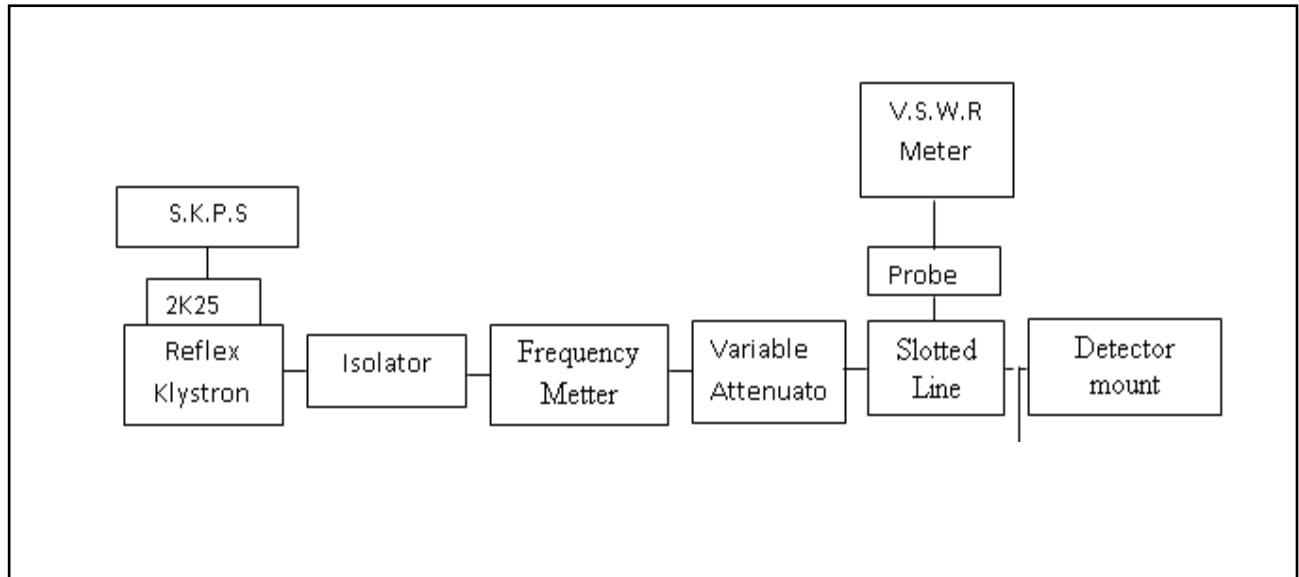 V.S.W.R
Meter
S.K.P.S
Probe
2K25
Reflex
Klystron
Isolator
Frequency
Metter
Variable
Attenuato
Slotted
Line
Detector
mount